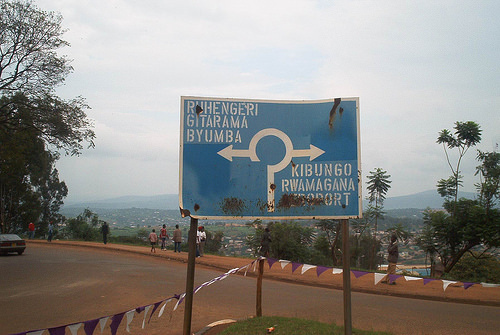 RUHENGERI
GITARAMA
BYUMBA
KIBUNGO
RWAMAGANA